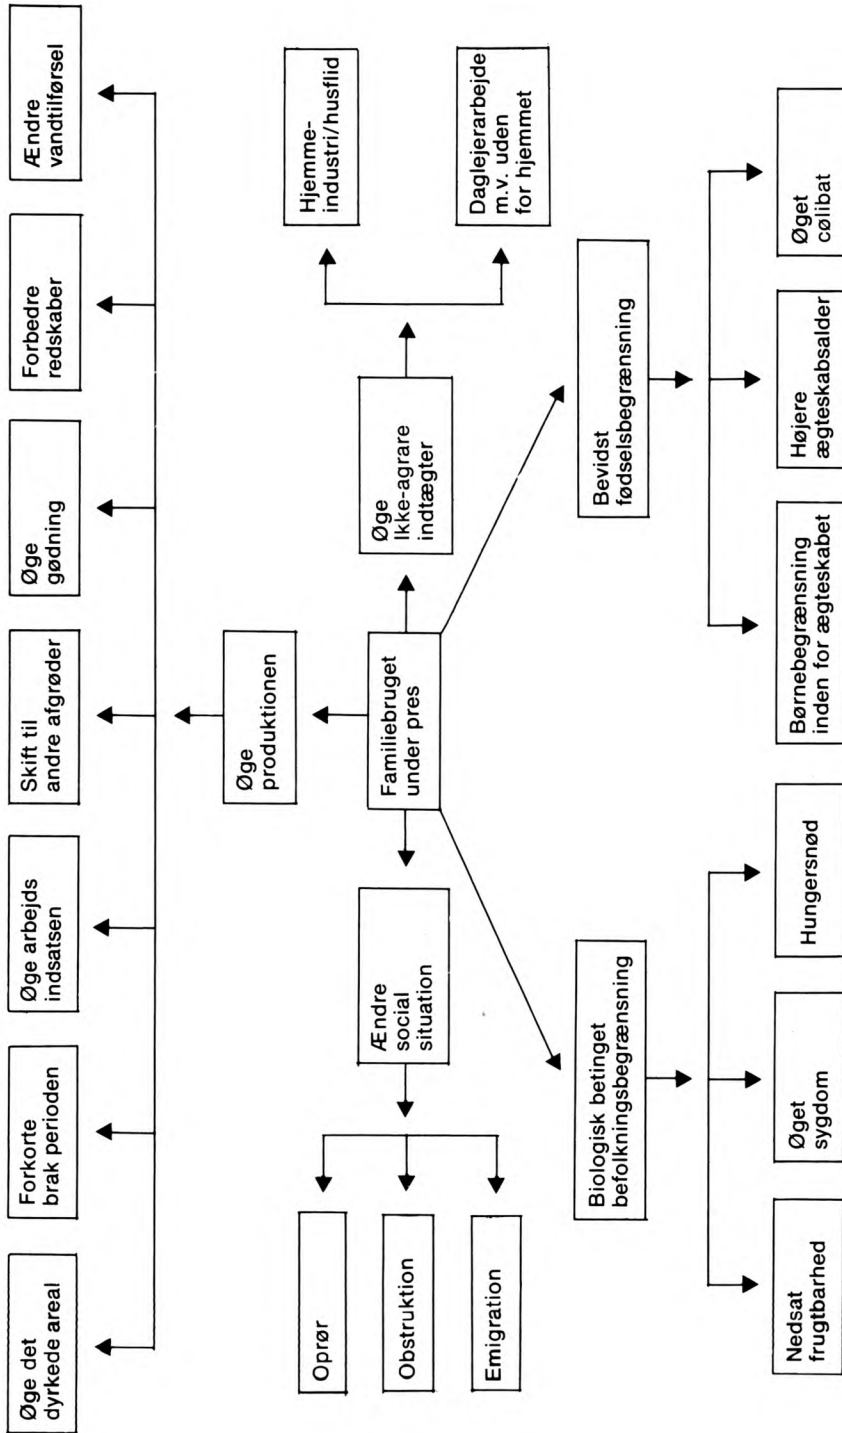 Øge det
dyrkede areal
Forkorte
brak perioden
Øge arbejds
indsatsen
Skift til
andre afgrøder
Øge
gødning
Forbedre
redskaber
Ændre
vandtilførsel
Øge
produktionen
Oprør
Obstruktion
Emigration
Ændre
social
situation
Familiebruget
under pres
Øge
Ikke-agrare
indtægter
Hjemme-
industri/husflid
Daglejerarbejde
m.v. uden
for hjemmet
Biologisk betinget
befolkningsbegrænsning
Bevidst
fødselsbegrænsning
Nedsat
frugtbarhed
Øget
sygdom
Hungersnød
Børnebegrænsning
inden for ægteskabet
Højere
ægteskabsalder
Øget
cølibat